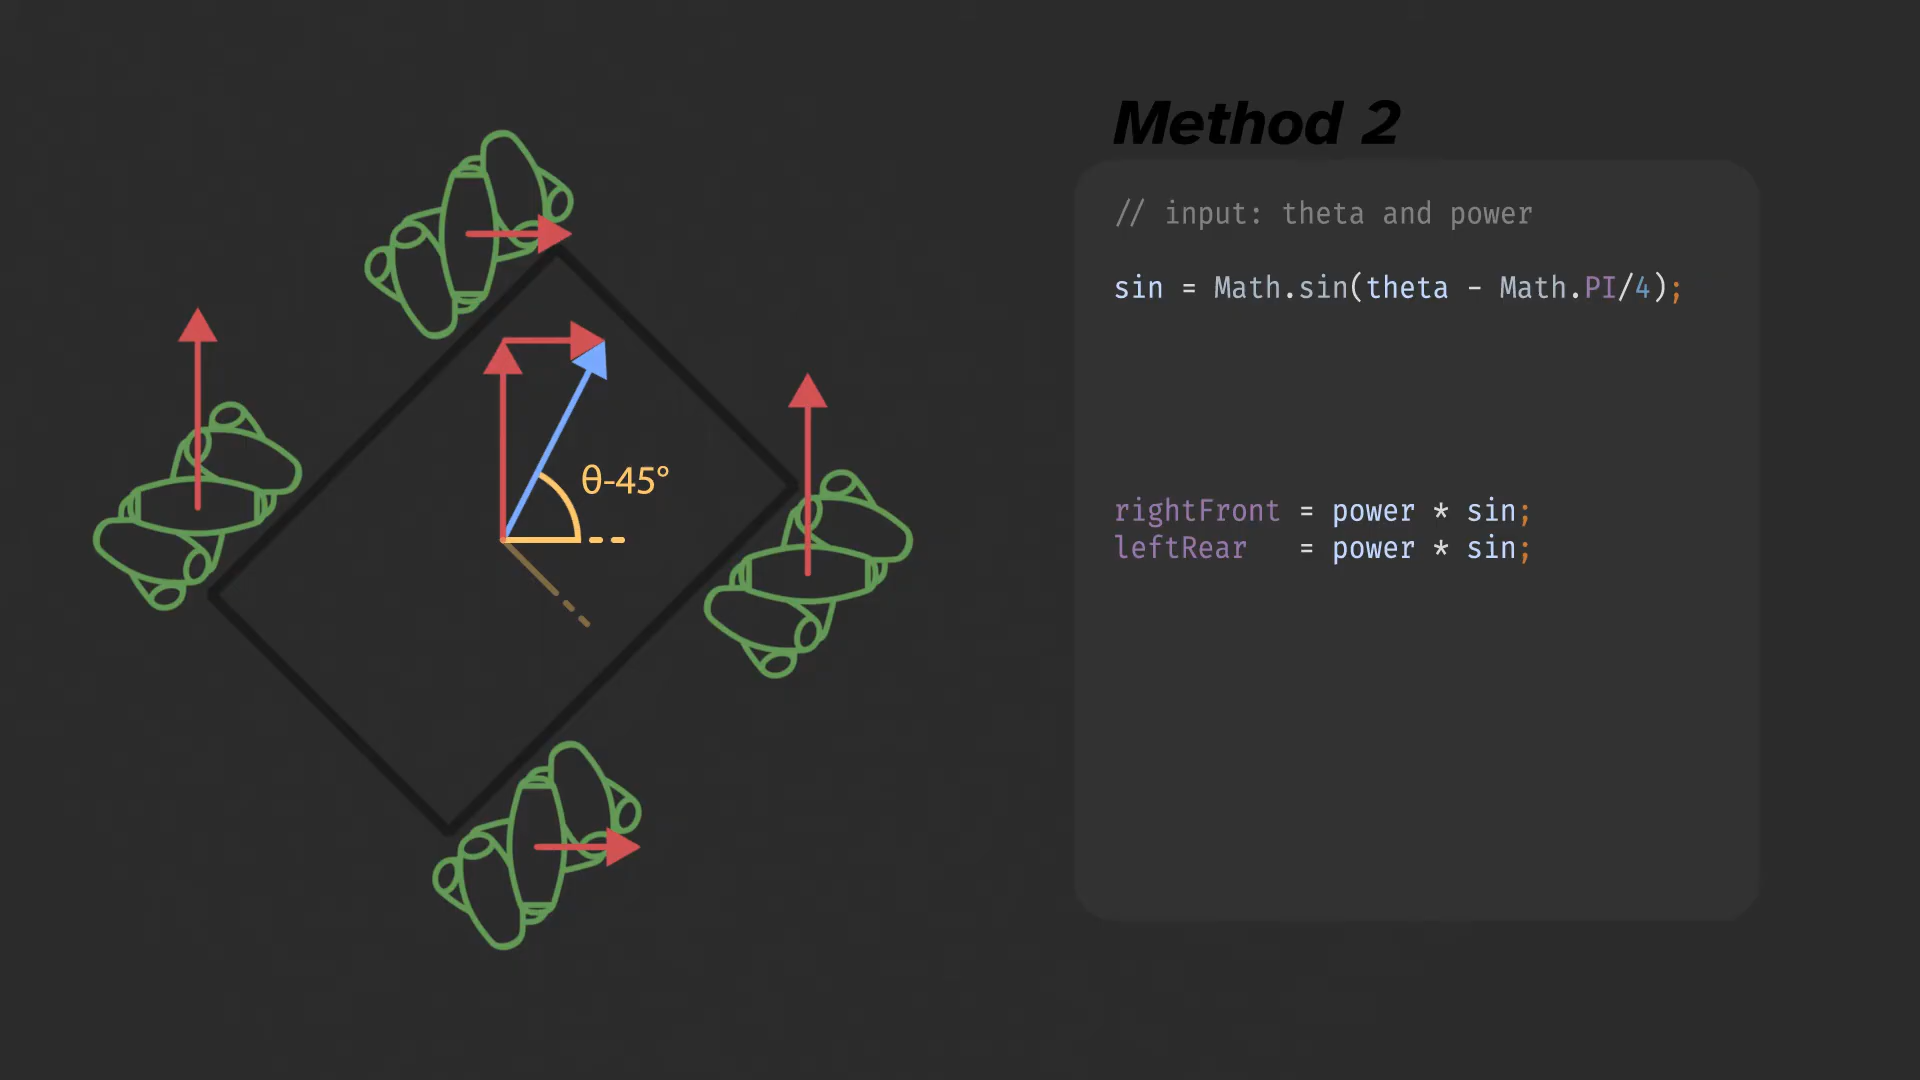 Method 2
// input: theta and power
sin = Math.sin(theta - Math.PI/4);
θ-45°
rightFront = power * sin;
leftRear   = power * sin;